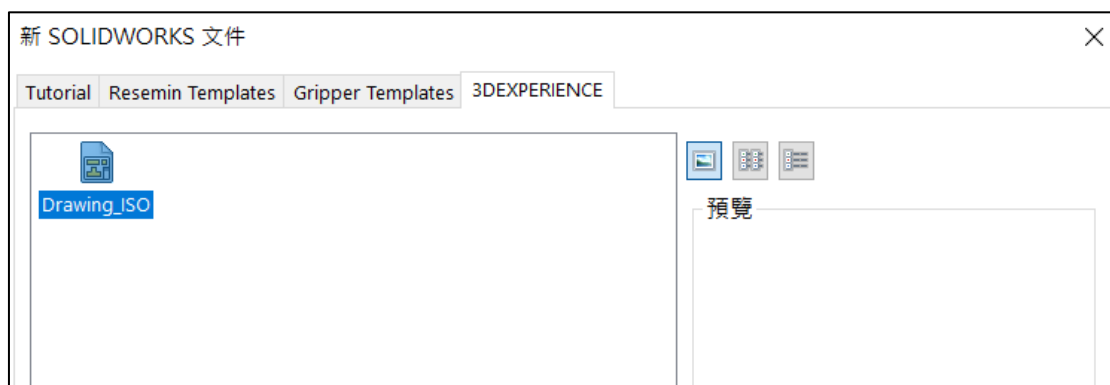 新 SOLIDWORKS 文件
Tutorial Resemin Templates Gripper Templates 3DEXPERIENCE
Drawing_ISO
預覽